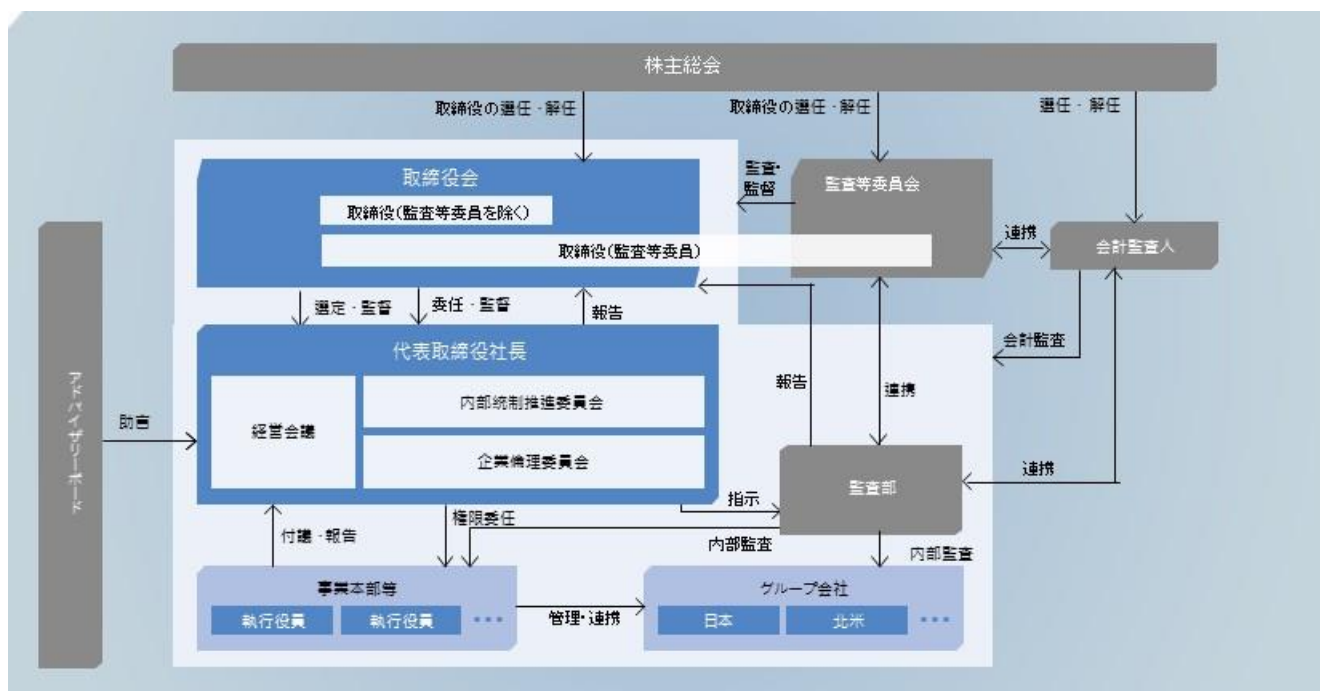 株主総会
取締役の選任・解任
取締役の選任・解任
選任・解任
取締役会
取締役(監査等委員を除く)
取締役(監査等委員)
監査・
監督
監査等委員会
連携
会計監査人
選定・監督
委任・監督
報告
会計監査
代表取締役社長
経営会議
内部統制推進委員会
企業倫理委員会
報告
連携
アドバイザリーボード
助言
監査部
連携
指示
付議・報告
権限委任
内部監査
内部監査
事業本部等
執行役員
執行役員
・・・
管理・連携
グループ会社
日本
北米
・・・